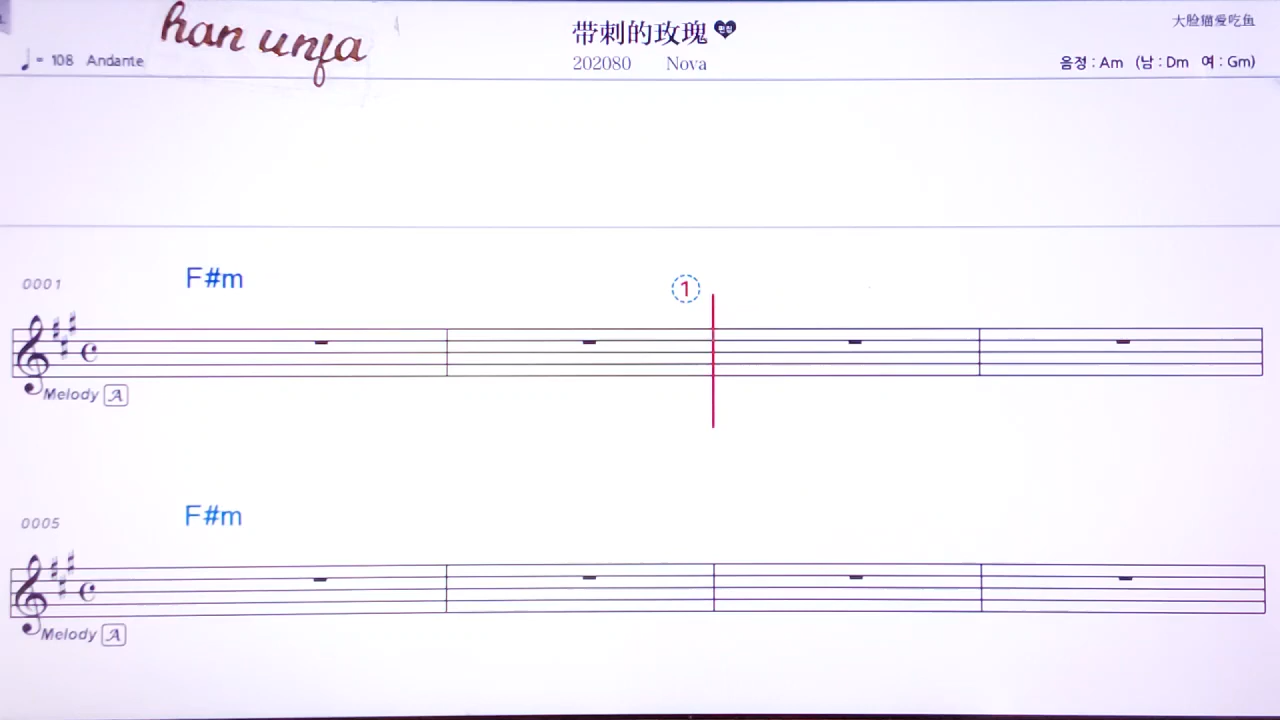 han unfa
♩= 108 Andante
带刺的玫瑰
202080 Nova
大脸猫爱吃鱼
음정 : Am (남 : Dm 여 : Gm)
0001
F#m
1
Melody A
0005
F#m
Melody A